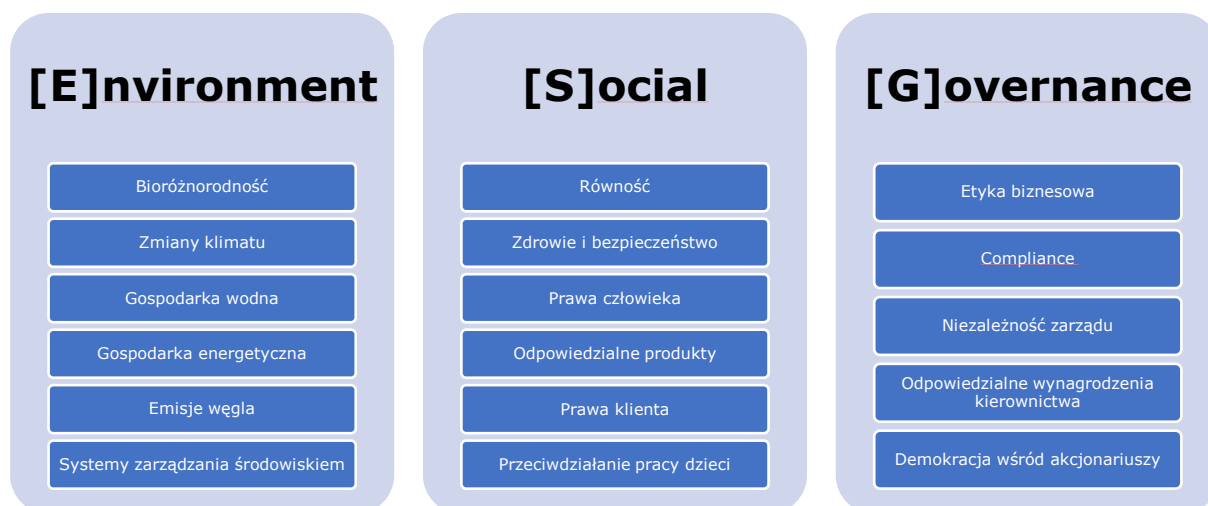 [E]nvironment
Bioróżnorodność
Zmiany klimatu
Gospodarka wodna
Gospodarka energetyczna
Emisje węgla
Systemy zarządzania środowiskiem
[S]ocial
Równość
Zdrowie i bezpieczeństwo
Prawa człowieka
Odpowiedzialne produkty
Prawa klienta
Przeciwdziałanie pracy dzieci
[G]overnance
Etyka biznesowa
Compliance
Niezależność zarządu
Odpowiedzialne wynagrodzenia
kierownictwa
Demokracja wśród akcjonariuszy